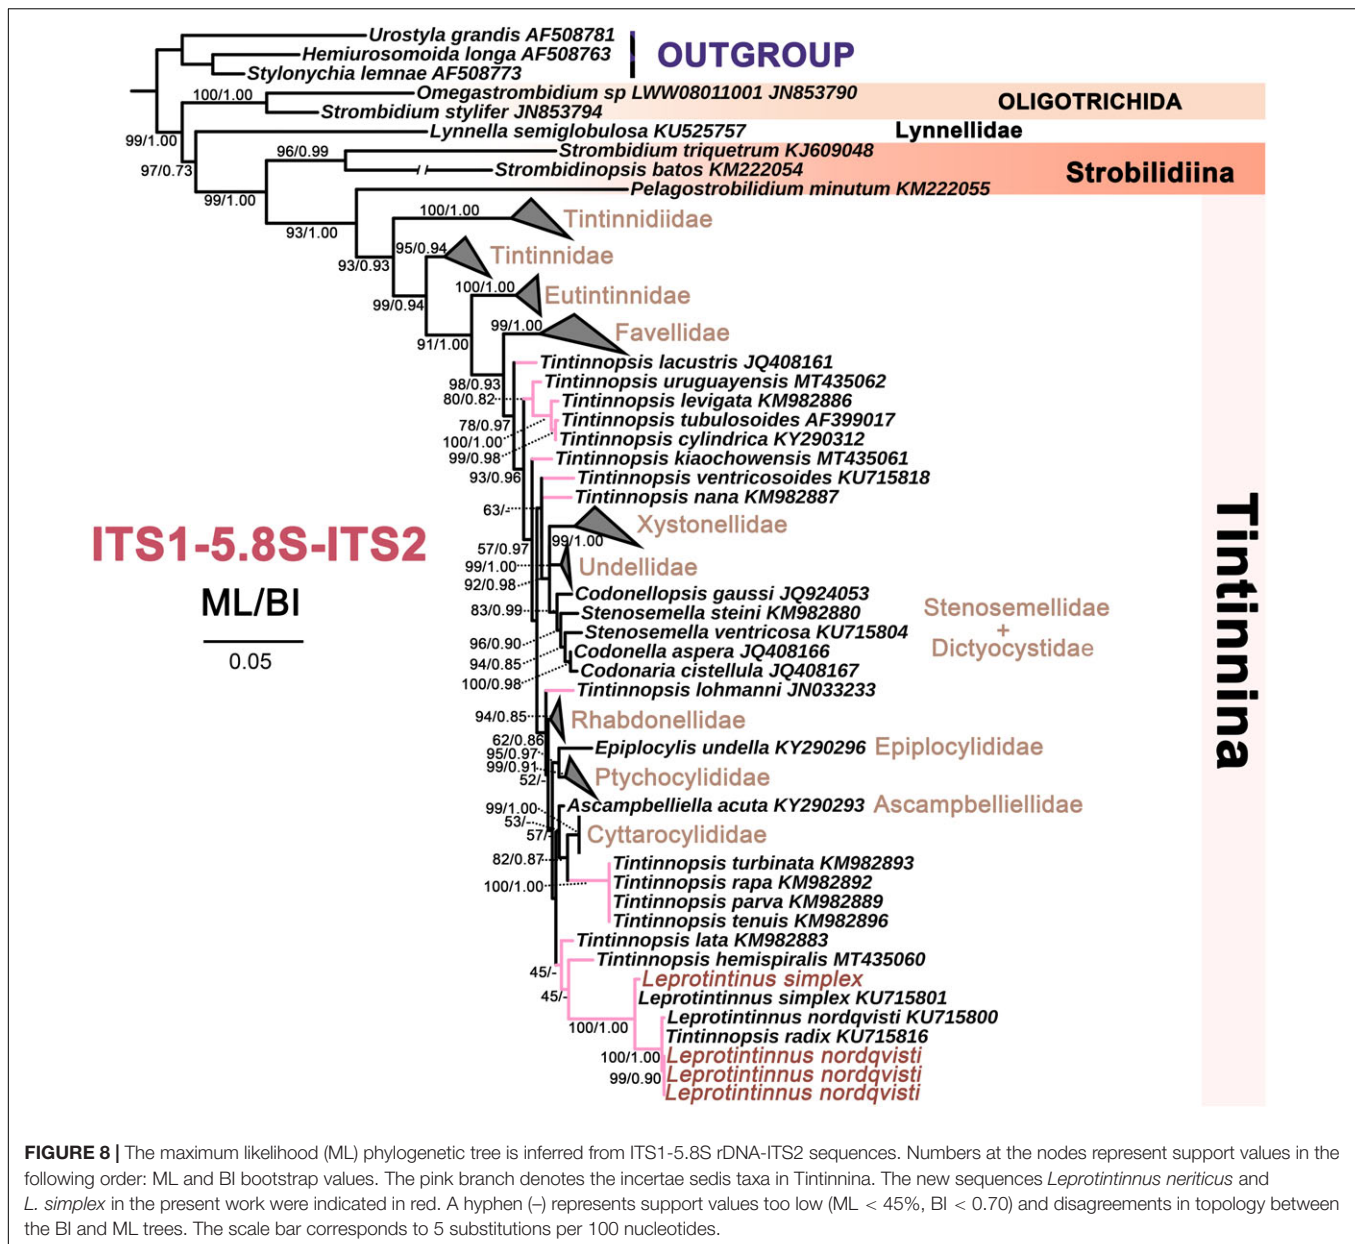 Urostyla grandis AF508781
Hemiurosomoida longa AF508763
Stylonychia lemnae AF508773
OUTGROUP
100/1.00
Omegastrombidium sp LWW08011001 JN853790
Strombidium stylifer JN853794
OLIGOTRICHIDA
99/1.00
Lynnella semiglobulosa KU525757
Lynnellidae
97/0.73
96/0.99
Strombidium triquetrum KJ609048
Strombidinopsis batos KM222054
Strobilidiina
99/1.00
Pelagostrobilidium minutum KM222055
93/1.00
100/1.00
Tintinnidiidae
93/0.93
95/0.94
Tintinnidae
99/0.94
100/1.00
Eutintinnidae
91/1.00
99/1.00
Favellidae
98/0.93
Tintinnopsis lacustris JQ408161
Tintinnopsis uruguayensis MT435062
80/0.82
Tintinnopsis levigata KM982886
78/0.97
Tintinnopsis tubulosoides AF399017
100/1.00
Tintinnopsis cylindrica KY290312
99/0.98
Tintinnopsis kiaochowensis MT435061
93/0.96
Tintinnopsis ventricosoides KU715818
Tintinnopsis nana KM982887
63/-
Xystonellidae
99/1.00
57/0.97
99/1.00
Undellidae
92/0.98
Codonellopsis gaussi JQ924053
83/0.99
Stenosemella steini KM982880
Stenosemella ventricosa KU715804
96/0.90
Codonella aspera JQ408166
94/0.85
Codonaria cistellula JQ408167
100/0.98
Stenosemellidae
+
Dictyocystidae
Tintinnopsis lohmanni JN033233
94/0.85
Rhabdonellidae
62/0.86
95/0.97
Epiplocylis undella KY290296
Epiplocylididae
99/0.91
52/-
Ptychocylididae
99/1.00
Ascampbelliella acuta KY290293
Ascampbelliellidae
53/-
57/-
Cyttarocylididae
82/0.87
Tintinnopsis turbinata KM982893
100/1.00
Tintinnopsis rapa KM982892
Tintinnopsis parva KM982889
Tintinnopsis tenuis KM982896
Tintinnopsis lata KM982883
Tintinnopsis hemispiralis MT435060
45/-
Leprotintinus simplex
45/-
Leprotintinnus simplex KU715801
100/1.00
Leprotintinnus nordqvisti KU715800
Tintinnopsis radix KU715816
100/1.00
Leprotintinnus nordqvisti
99/0.90
Leprotintinnus nordqvisti
Leprotintinnus nordqvisti
Tintinnina
ITS1-5.8S-ITS2
ML/BI
0.05
FIGURE 8 | The maximum likelihood (ML) phylogenetic tree is inferred from ITS1-5.8S rDNA-ITS2 sequences. Numbers at the nodes represent support values in the
following order: ML and BI bootstrap values. The pink branch denotes the incertae sedis taxa in Tintinnina. The new sequences Leprotintinnus neriticus and
L. simplex in the present work were indicated in red. A hyphen (–) represents support values too low (ML < 45%, BI < 0.70) and disagreements in topology between
the BI and ML trees. The scale bar corresponds to 5 substitutions per 100 nucleotides.